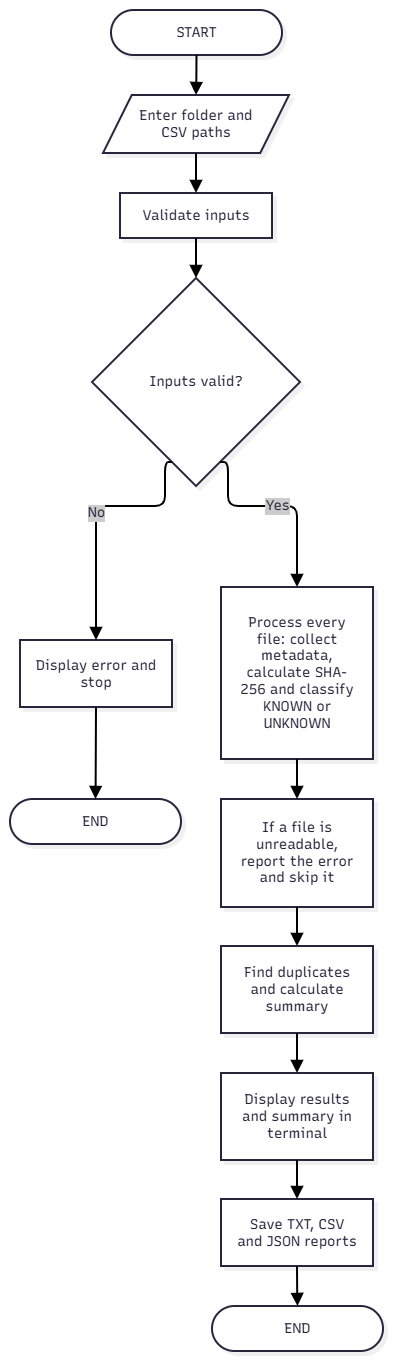 START
Enter folder and
CSV paths
Validate inputs
Inputs valid?
No
Yes
Display error and
stop
END
Process every
file: collect
metadata,
calculate SHA-
256 and classify
KNOWN or
UNKNOWN
If a file is
unreadable,
report the error
and skip it
Find duplicates
and calculate
summary
Display results
and summary in
terminal
Save TXT, CSV
and JSON reports
END